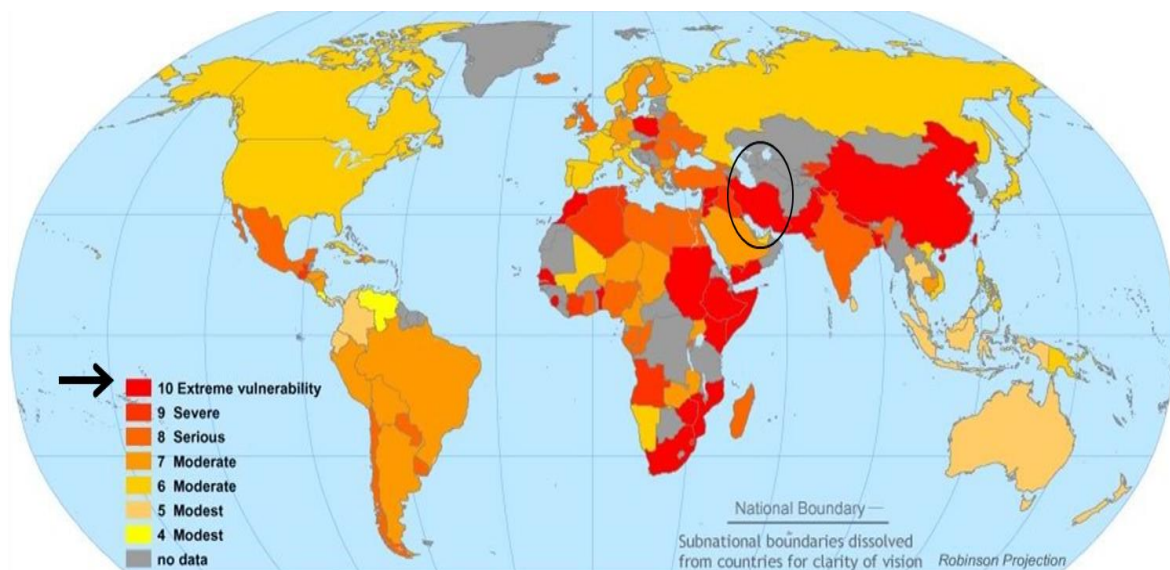 10 Extreme vulnerability
9 Severe
8 Serious
7 Moderate
6 Moderate
5 Modest
4 Modest
no data
National Boundary
Subnational boundaries dissolved
from countries for clarity of vision
Robinson Projection